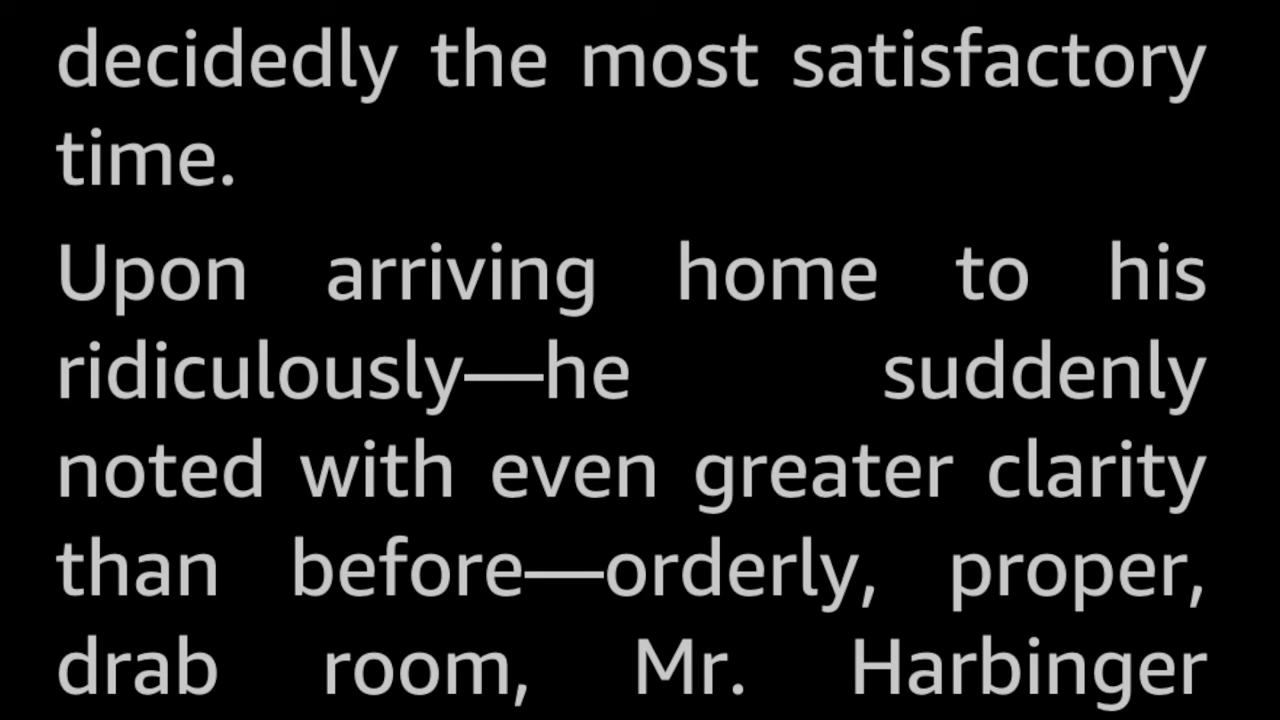 decidedly the most satisfactory
time.
Upon arriving home to his
ridiculously—he suddenly
noted with even greater clarity
than before—orderly, proper,
drab room, Mr. Harbinger